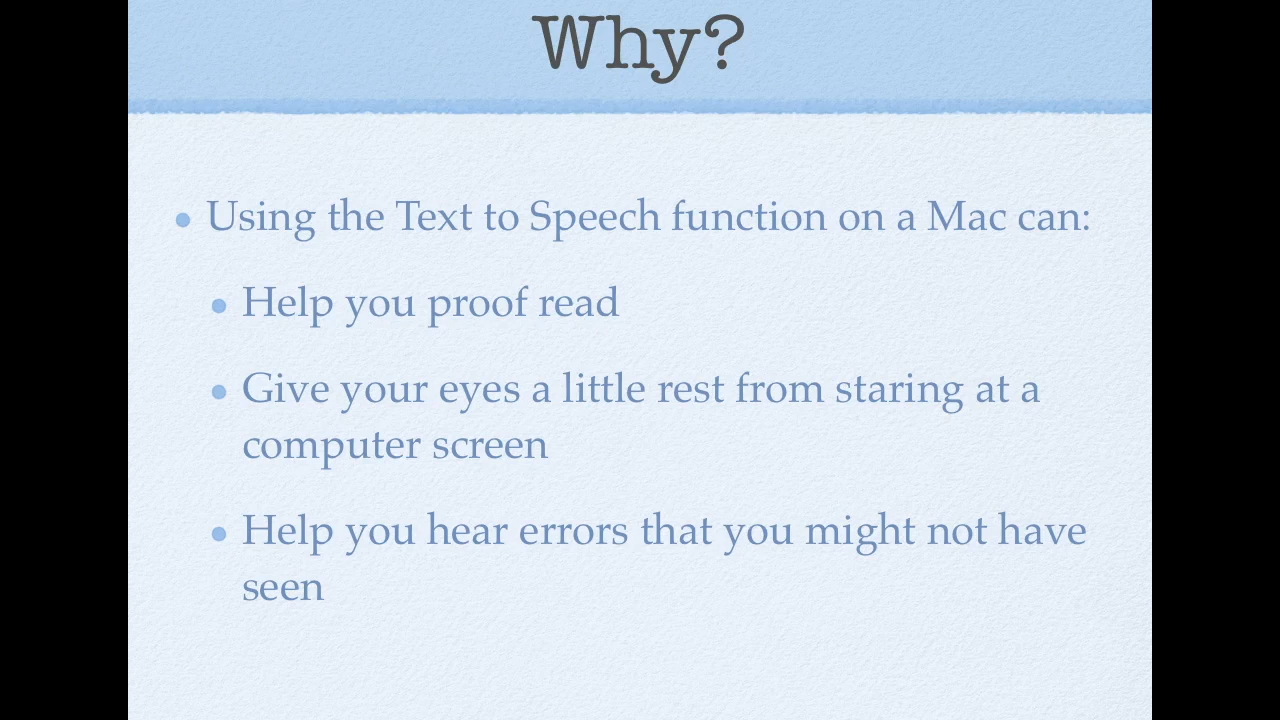 Why?
Using the Text to Speech function on a Mac can:
Help you proof read
Give your eyes a little rest from staring at a
computer screen
Help you hear errors that you might not have
seen